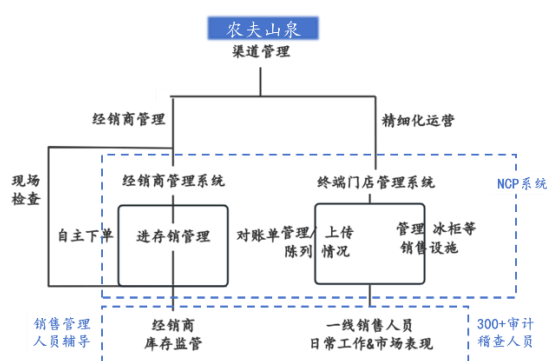 农夫山泉
渠道管理
经销商管理
精细化运营
现场
检查
经销商管理系统
终端门店管理系统
NCP系统
自主下单
进存销管理
对账单管理/上传
陈列 情况
管理 冰柜等
销售设施
销售管理
人员辅导
经销商
库存监管
一线销售人员
日常工作&市场表现
300+审计
稽查人员